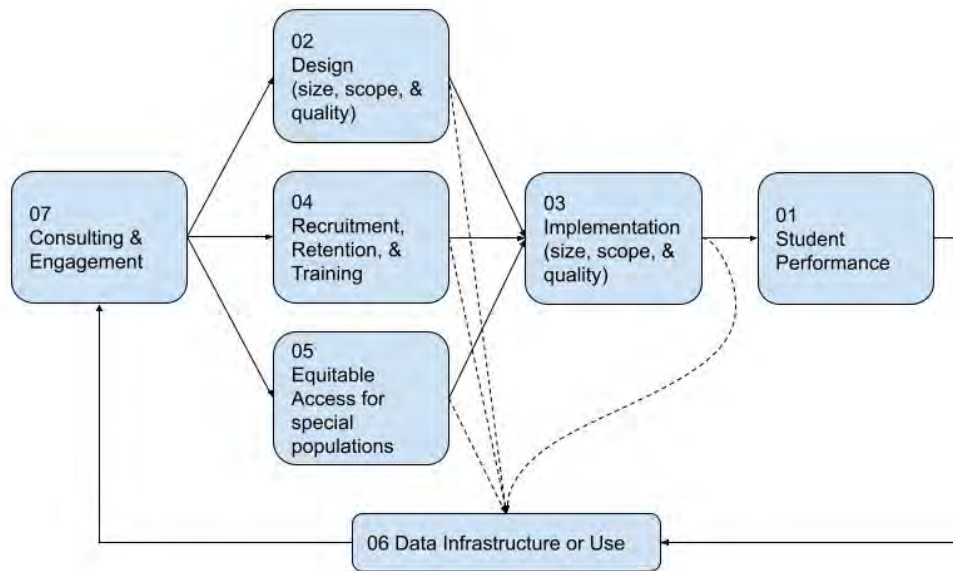 02
Design
(size, scope, &
quality)
07
Consulting &
Engagement
04
Recruitment,
Retention, &
Training
03
Implementation
(size, scope, &
quality)
01
Student
Performance
05
Equitable
Access for
special
populations
06 Data Infrastructure or Use